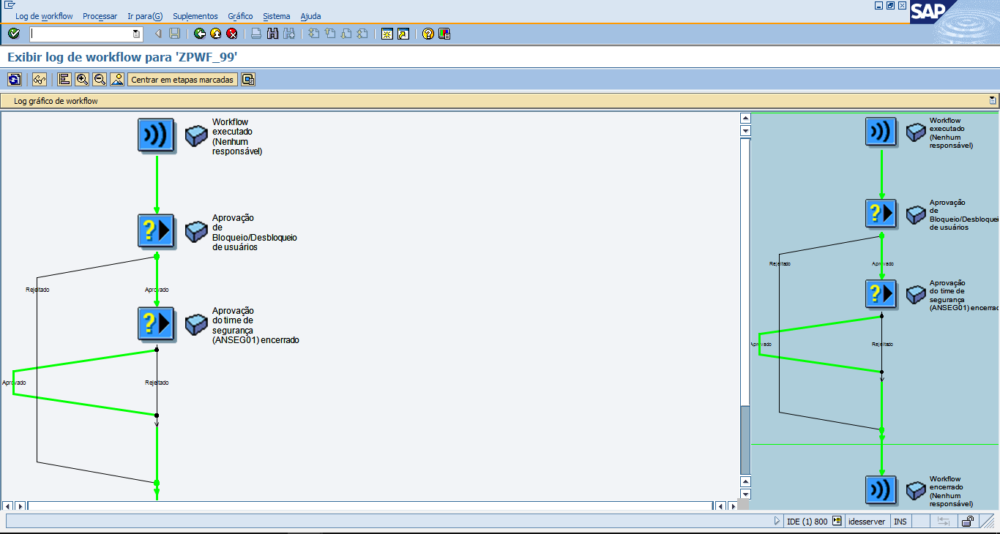 Log de workflow Processar Ir para(G) Suplementos Gráfico Sistema Ajuda
SAP
Exibir log de workflow para 'ZPWF_99'
Centrar em etapas marcadas
Log gráfico de workflow
Workflow
executado
(Nenhum
responsável)
Aprovação
de
Bloqueio/Desbloqueio
de usuários
Rejeitado
Aprovado
Aprovação
do time de
segurança
(ANSEG01) encerrado
Aprovado
Rejeitado
Workflow
executado
(Nenhum
responsável)
Aprovação
de
Bloqueio/Desbloquei
de usuários
Rejeitado
Aprovado
Aprovação
do time de
segurança
(ANSEG01) encerrad
Aprovado
Rejeitado
Workflow
encerrado
(Nenhum
responsável)
IDE (1) 800 idesserver INS